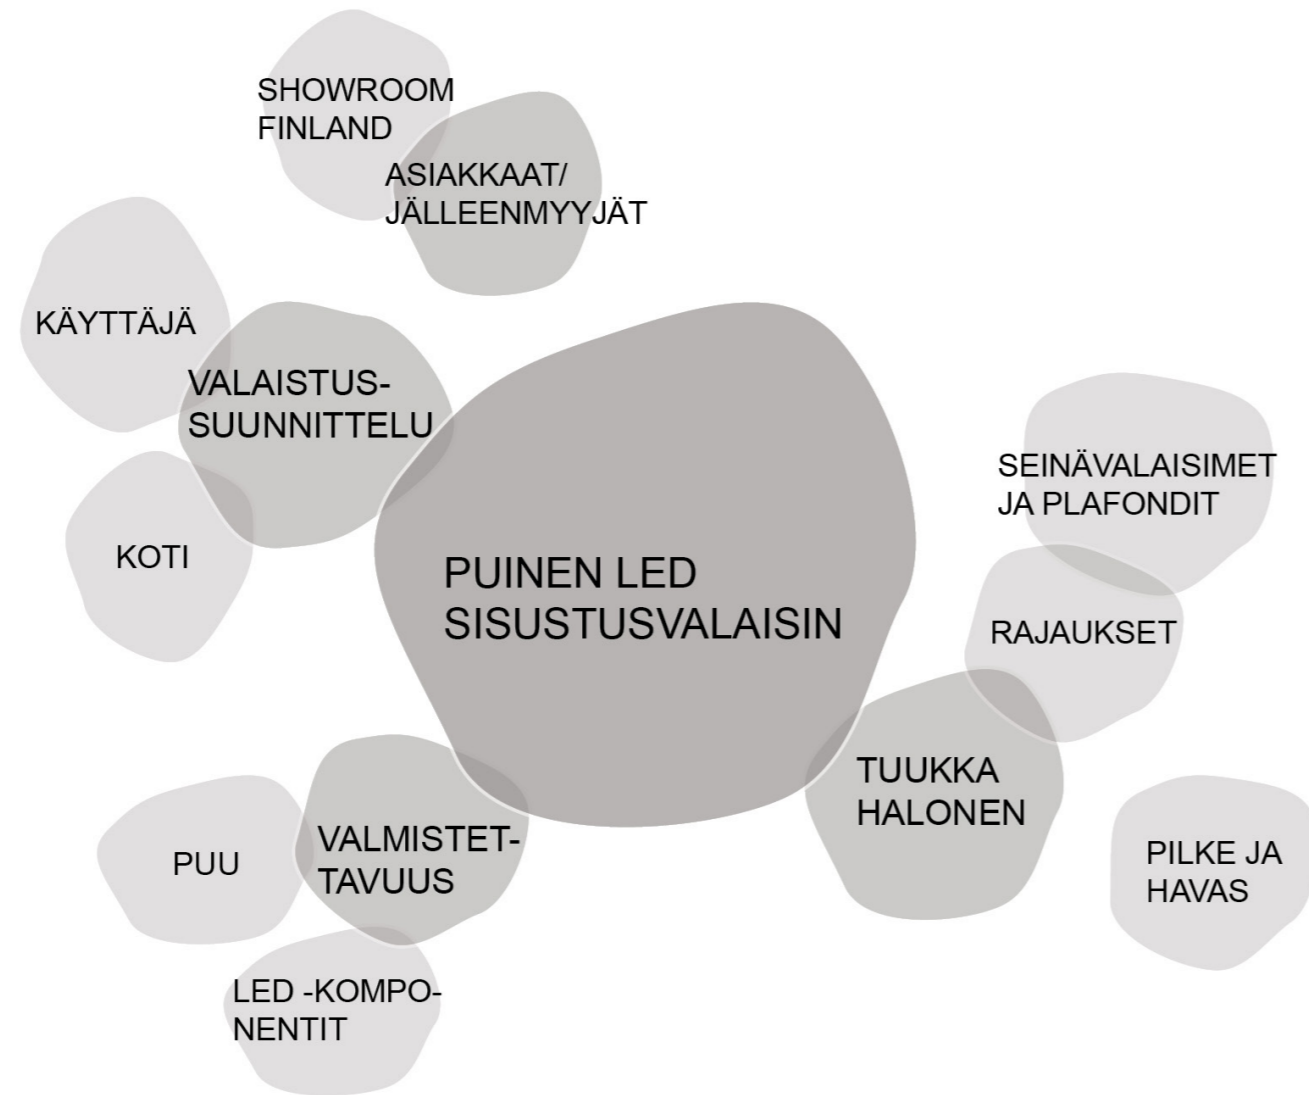 SHOWROOM
FINLAND
ASIAKKAAT/
JÄLLEENMYYJÄT
KÄYTTÄJÄ
VALAISTUS-
SUUNNITTELU
KOTI
PUINEN LED
SISUSTUSVALAISIN
SEINÄVALAISIMET
JA PLAFONDIT
RAJAUKSET
TUUKKA
HALONEN
PILKE JA
HAVAS
VALMISTET-
TAVUUS
PUU
LED -KOMPO-
NENTIT